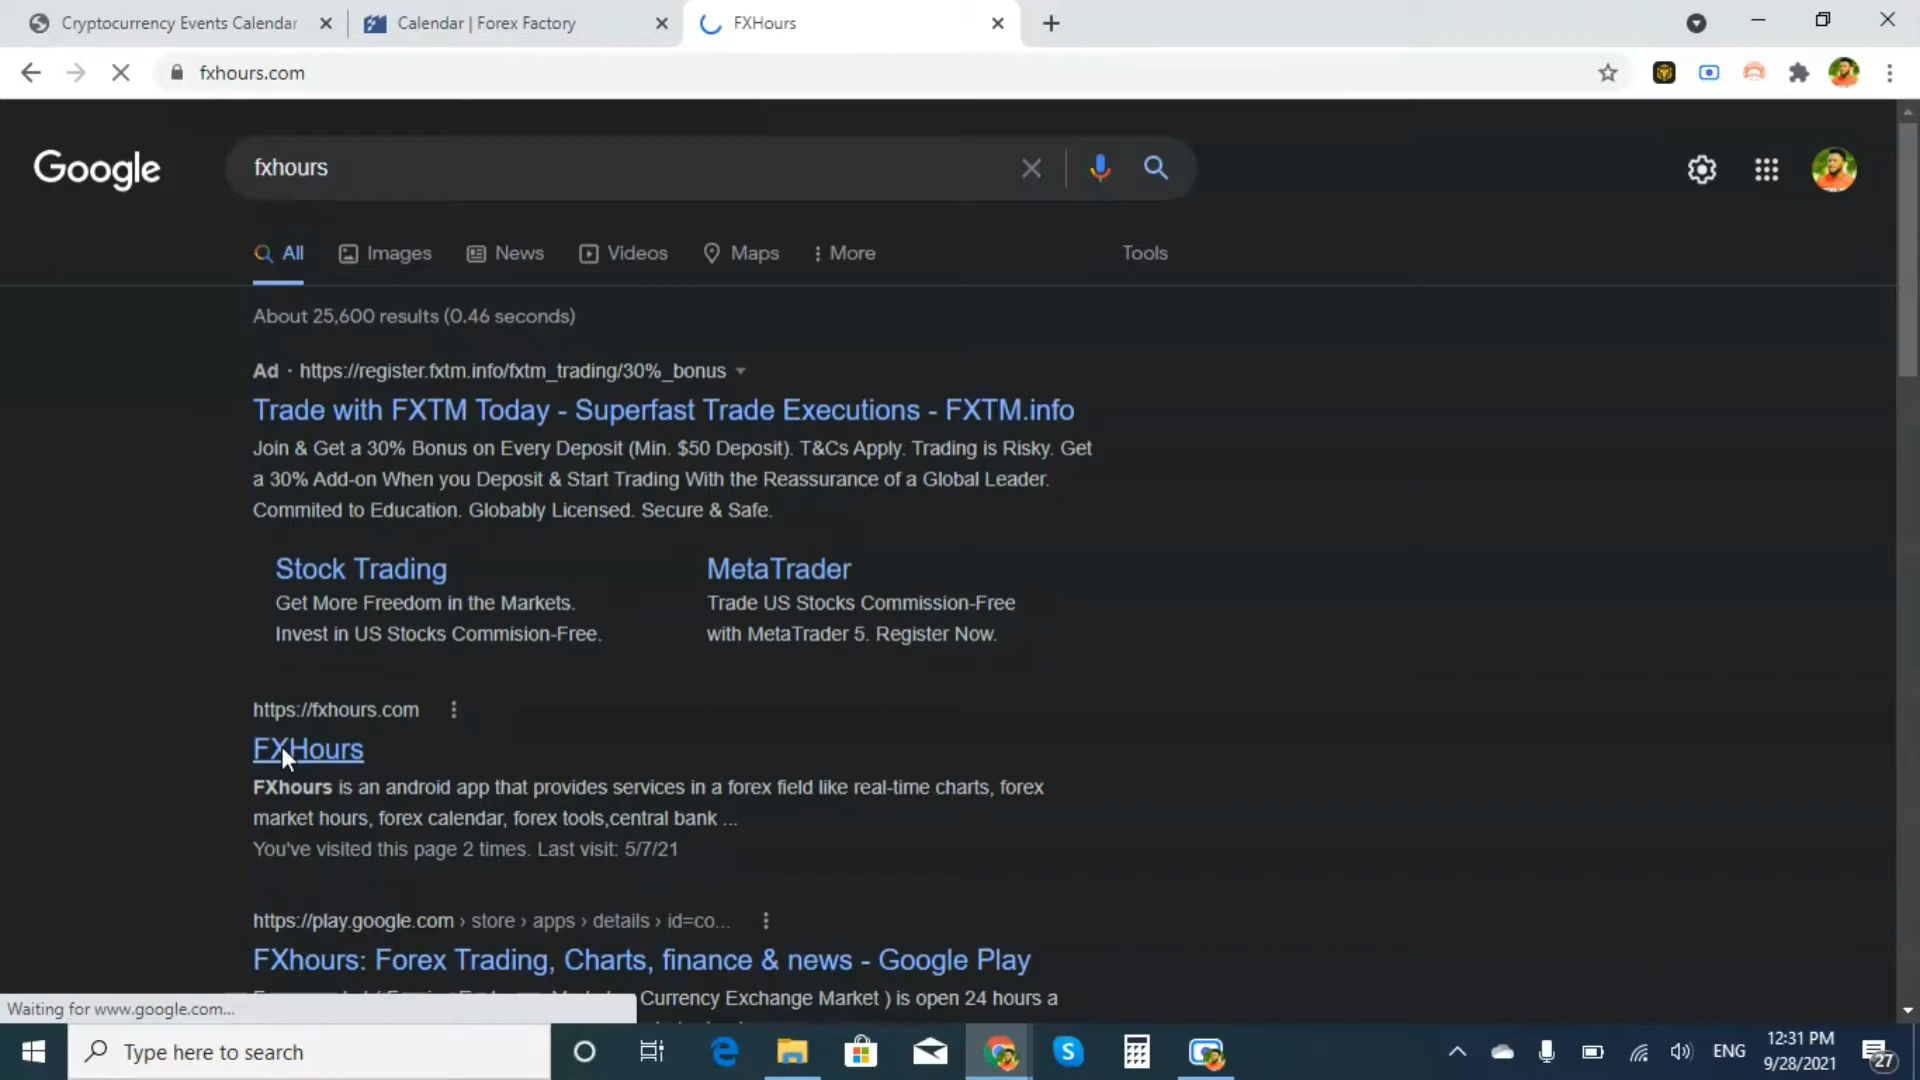 Cryptocurrency Events Calendar
Calendar | Forex Factory
FXHours
fxhours.com
Google
fxhours
All
Images
News
Videos
Maps
More
Tools
About 25,600 results (0.46 seconds)
Ad · https://register.fxtm.info/fxtm_trading/30%_bonus
Trade with FXTM Today - Superfast Trade Executions - FXTM.info
Join & Get a 30% Bonus on Every Deposit (Min. $50 Deposit). T&Cs Apply. Trading is Risky. Get
a 30% Add-on When you Deposit & Start Trading With the Reassurance of a Global Leader.
Commited to Education. Globably Licensed. Secure & Safe.
Stock Trading
Get More Freedom in the Markets.
Invest in US Stocks Commision-Free.
MetaTrader
Trade US Stocks Commission-Free
with MetaTrader 5. Register Now.
https://fxhours.com
FXHours
FXhours is an android app that provides services in a forex field like real-time charts, forex
market hours, forex calendar, forex tools,central bank ...
You've visited this page 2 times. Last visit: 5/7/21
https://play.google.com › store › apps › details › id=co...
FXhours: Forex Trading, Charts, finance & news - Google Play
Currency Exchange Market ) is open 24 hours a
Waiting for www.google.com...
Type here to search
ENG
12:31 PM
9/28/2021
27